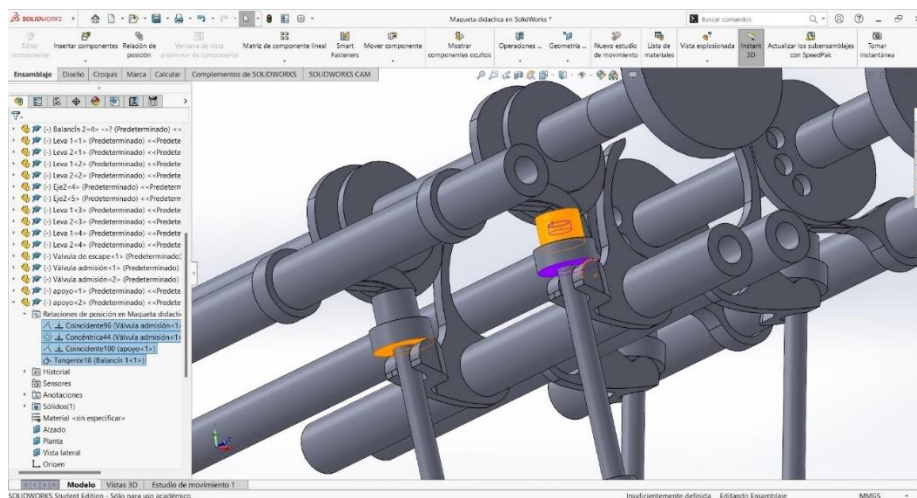 SOLIDWORKS
Maqueta didactica en SolidWorks *
Buscar comandos
Editar componente
Insertar componentes
Relación de posición
Ventana de vista preliminar de componente
Matriz de componente lineal
Smart Fasteners
Mover componente
Mostrar componentes ocultos
Operaciones ...
Geometría ...
Nuevo estudio de movimiento
Lista de materiales
Vista explosionada
Instant 3D
Actualizar los subensamblajes con SpeedPak
Tomar instantánea
Ensamblaje Diseño Croquis Marca Calcular Complementos de SOLIDWORKS SOLIDWORKS CAM
(-) Balancín 2<4> ->? (Predeterminado) <<
(-) Leva 1<1> (Predeterminado) <<Predete
(-) Leva 2<1> (Predeterminado) <<Predete
(-) Leva 1<2> (Predeterminado) <<Predete
(-) Leva 2<2> (Predeterminado) <<Predete
(-) Eje2<4> (Predeterminado) <<Predeterm
(-) Eje2<5> (Predeterminado) <<Predeterm
(-) Leva 1<3> (Predeterminado) <<Predete
(-) Leva 2<3> (Predeterminado) <<Predete
(-) Leva 1<4> (Predeterminado) <<Predete
(-) Leva 2<4> (Predeterminado) <<Predete
(-) Valvula de escape<1> (Predeterminado)
(-) Válvula admisión<1> (Predeterminado)
(-) Válvula admisión<2> (Predeterminado)
(-) apoyo<1> (Predeterminado) <<Predete
(-) apoyo<2> (Predeterminado) <<Predete
Relaciones de posición en Maqueta didacti
Coincidente96 (Válvula admisión<1>
Concéntrica44 (Válvula admisión<1>
Coincidente100 (apoyo<1>)
Tangente18 (Balancín 1<1>)
Historial
Sensores
Anotaciones
Sólidos(1)
Material <sin especificar>
Alzado
Planta
Vista lateral
Origen
Modelo Vistas 3D Estudio de movimiento 1
SOLIDWORKS Student Edition - Sólo para uso académico
Insuficientemente definida Editando Ensamblaje MMGS